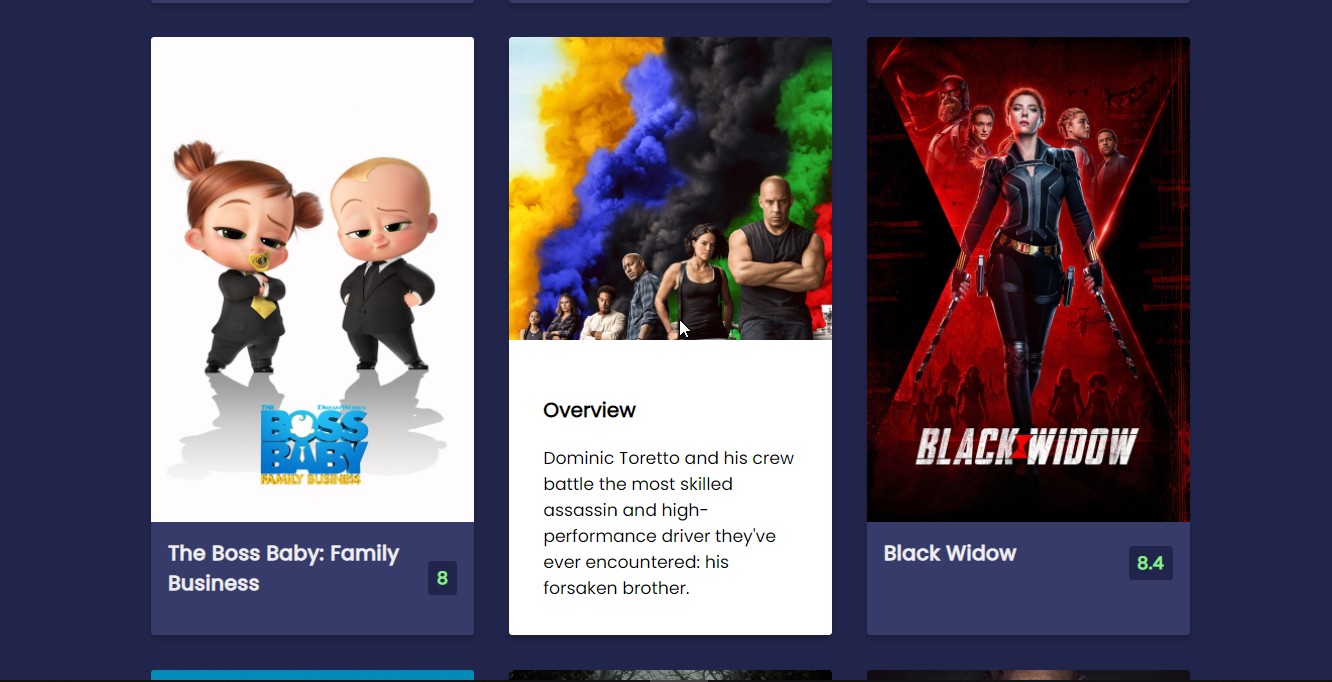 THE
DREAMWORKS
BOSS
BABY
FAMILY BUSINESS
The Boss Baby: Family
Business
8
Overview
Dominic Toretto and his crew
battle the most skilled
assassin and high-
performance driver they've
ever encountered: his
forsaken brother.
BLACK WIDOW
Black Widow
8.4